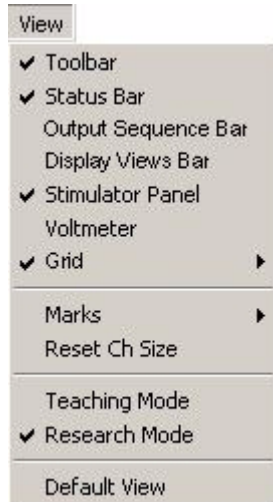 View
Toolbar
Status Bar
Output Sequence Bar
Display Views Bar
Stimulator Panel
Voltmeter
Grid
Marks
Reset Ch Size
Teaching Mode
Research Mode
Default View